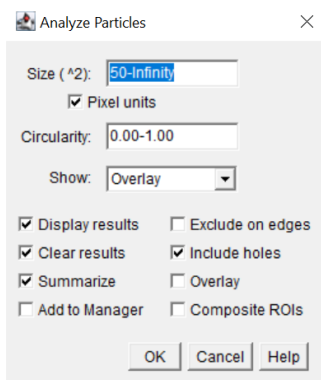 Analyze Particles
Size ( ^2): 50-Infinity
Pixel units
Circularity: 0.00-1.00
Show: Overlay
Display results Exclude on edges
Clear results Include holes
Summarize Overlay
Add to Manager Composite ROIs
OK Cancel Help